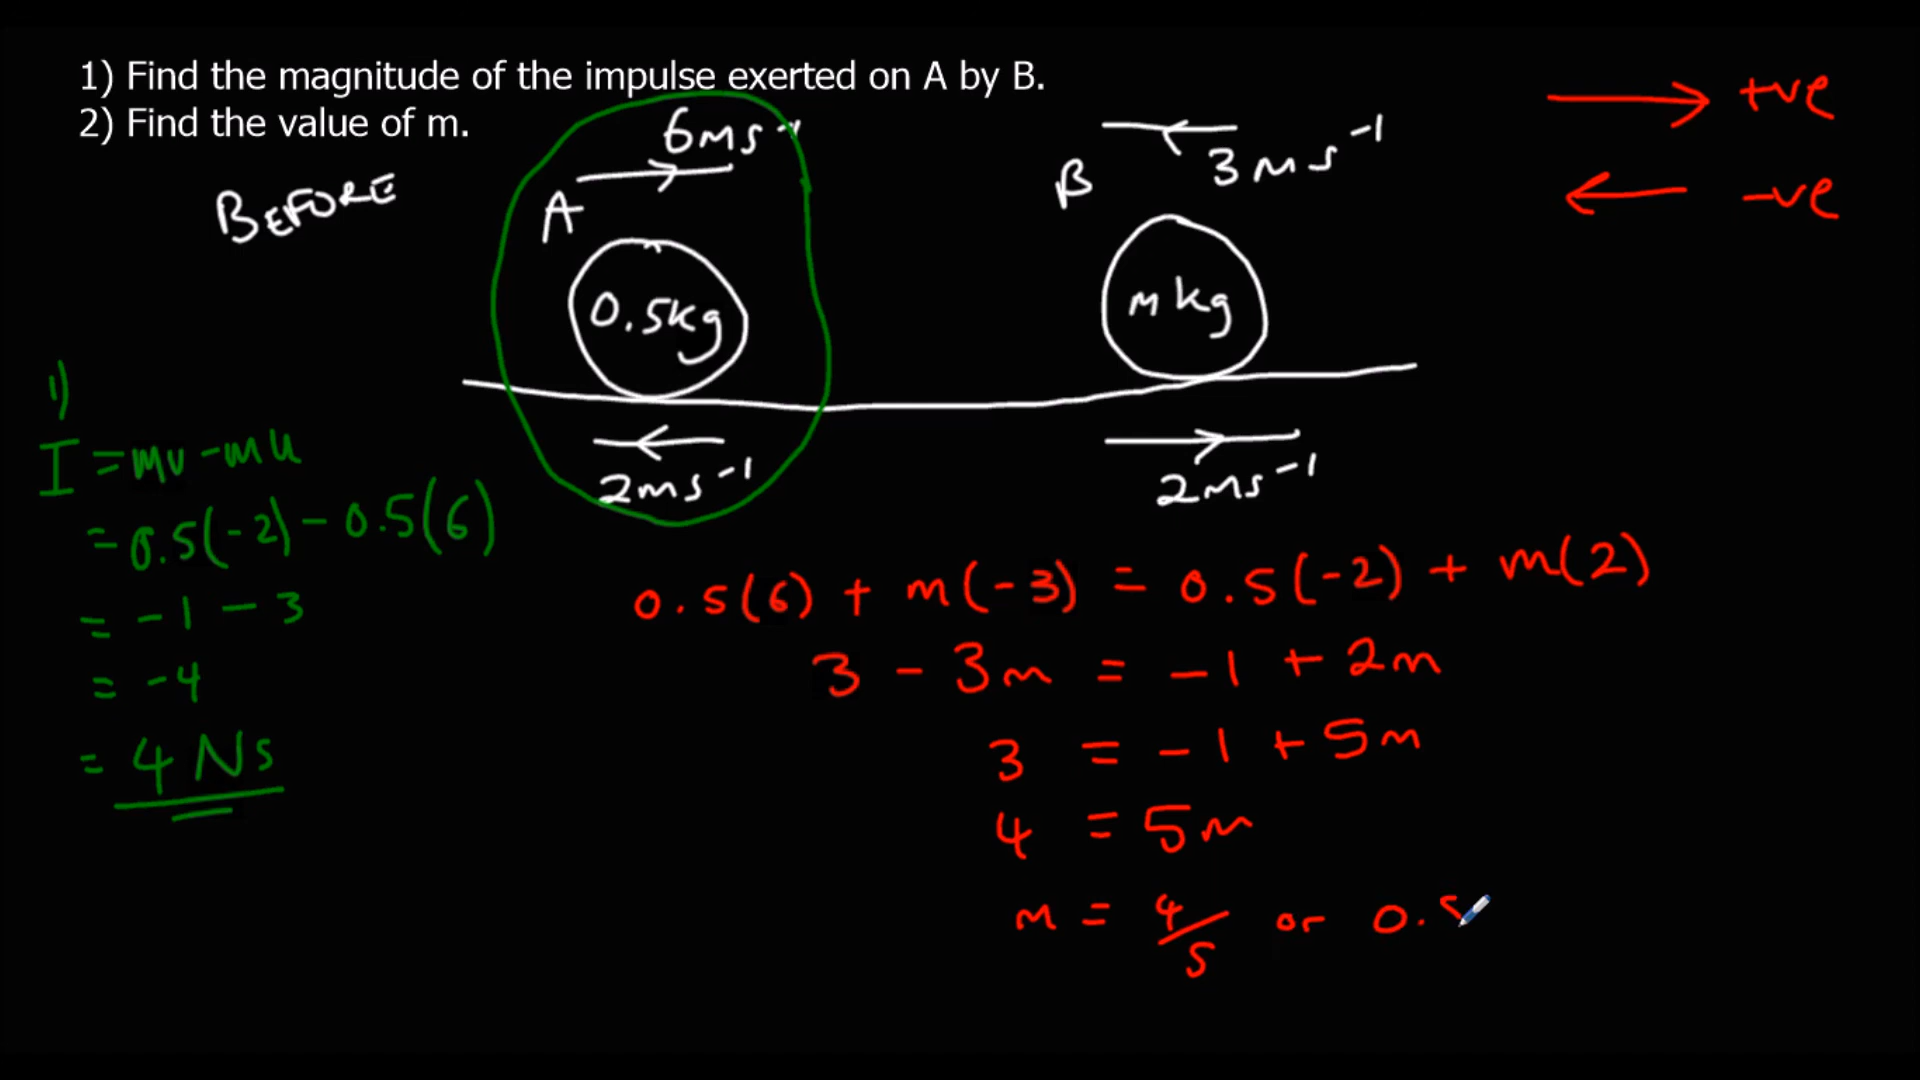 1) Find the magnitude of the impulse exerted on A by B.
2) Find the value of m.
+ve
-ve
BEFORE
A
6ms⁻¹
B
3ms⁻¹
0.5kg
m kg
2ms⁻¹
2ms⁻¹
1)
I = mv - mu
= 0.5(-2) - 0.5(6)
= -1 - 3
= -4
= 4 Ns
0.5(6) + m(-3) = 0.5(-2) + m(2)
3 - 3m = -1 + 2m
3 = -1 + 5m
4 = 5m
m = 4/5 or 0.